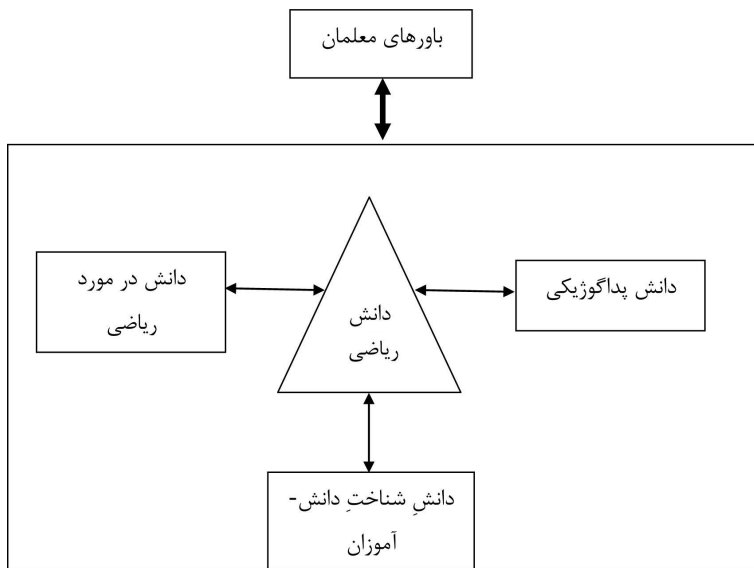 باورهای معلمان
دانش در مورد
ریاضی
دانش پداگوژیکی
دانش
ریاضی
دانشِ شناختِ دانش-
آموزان